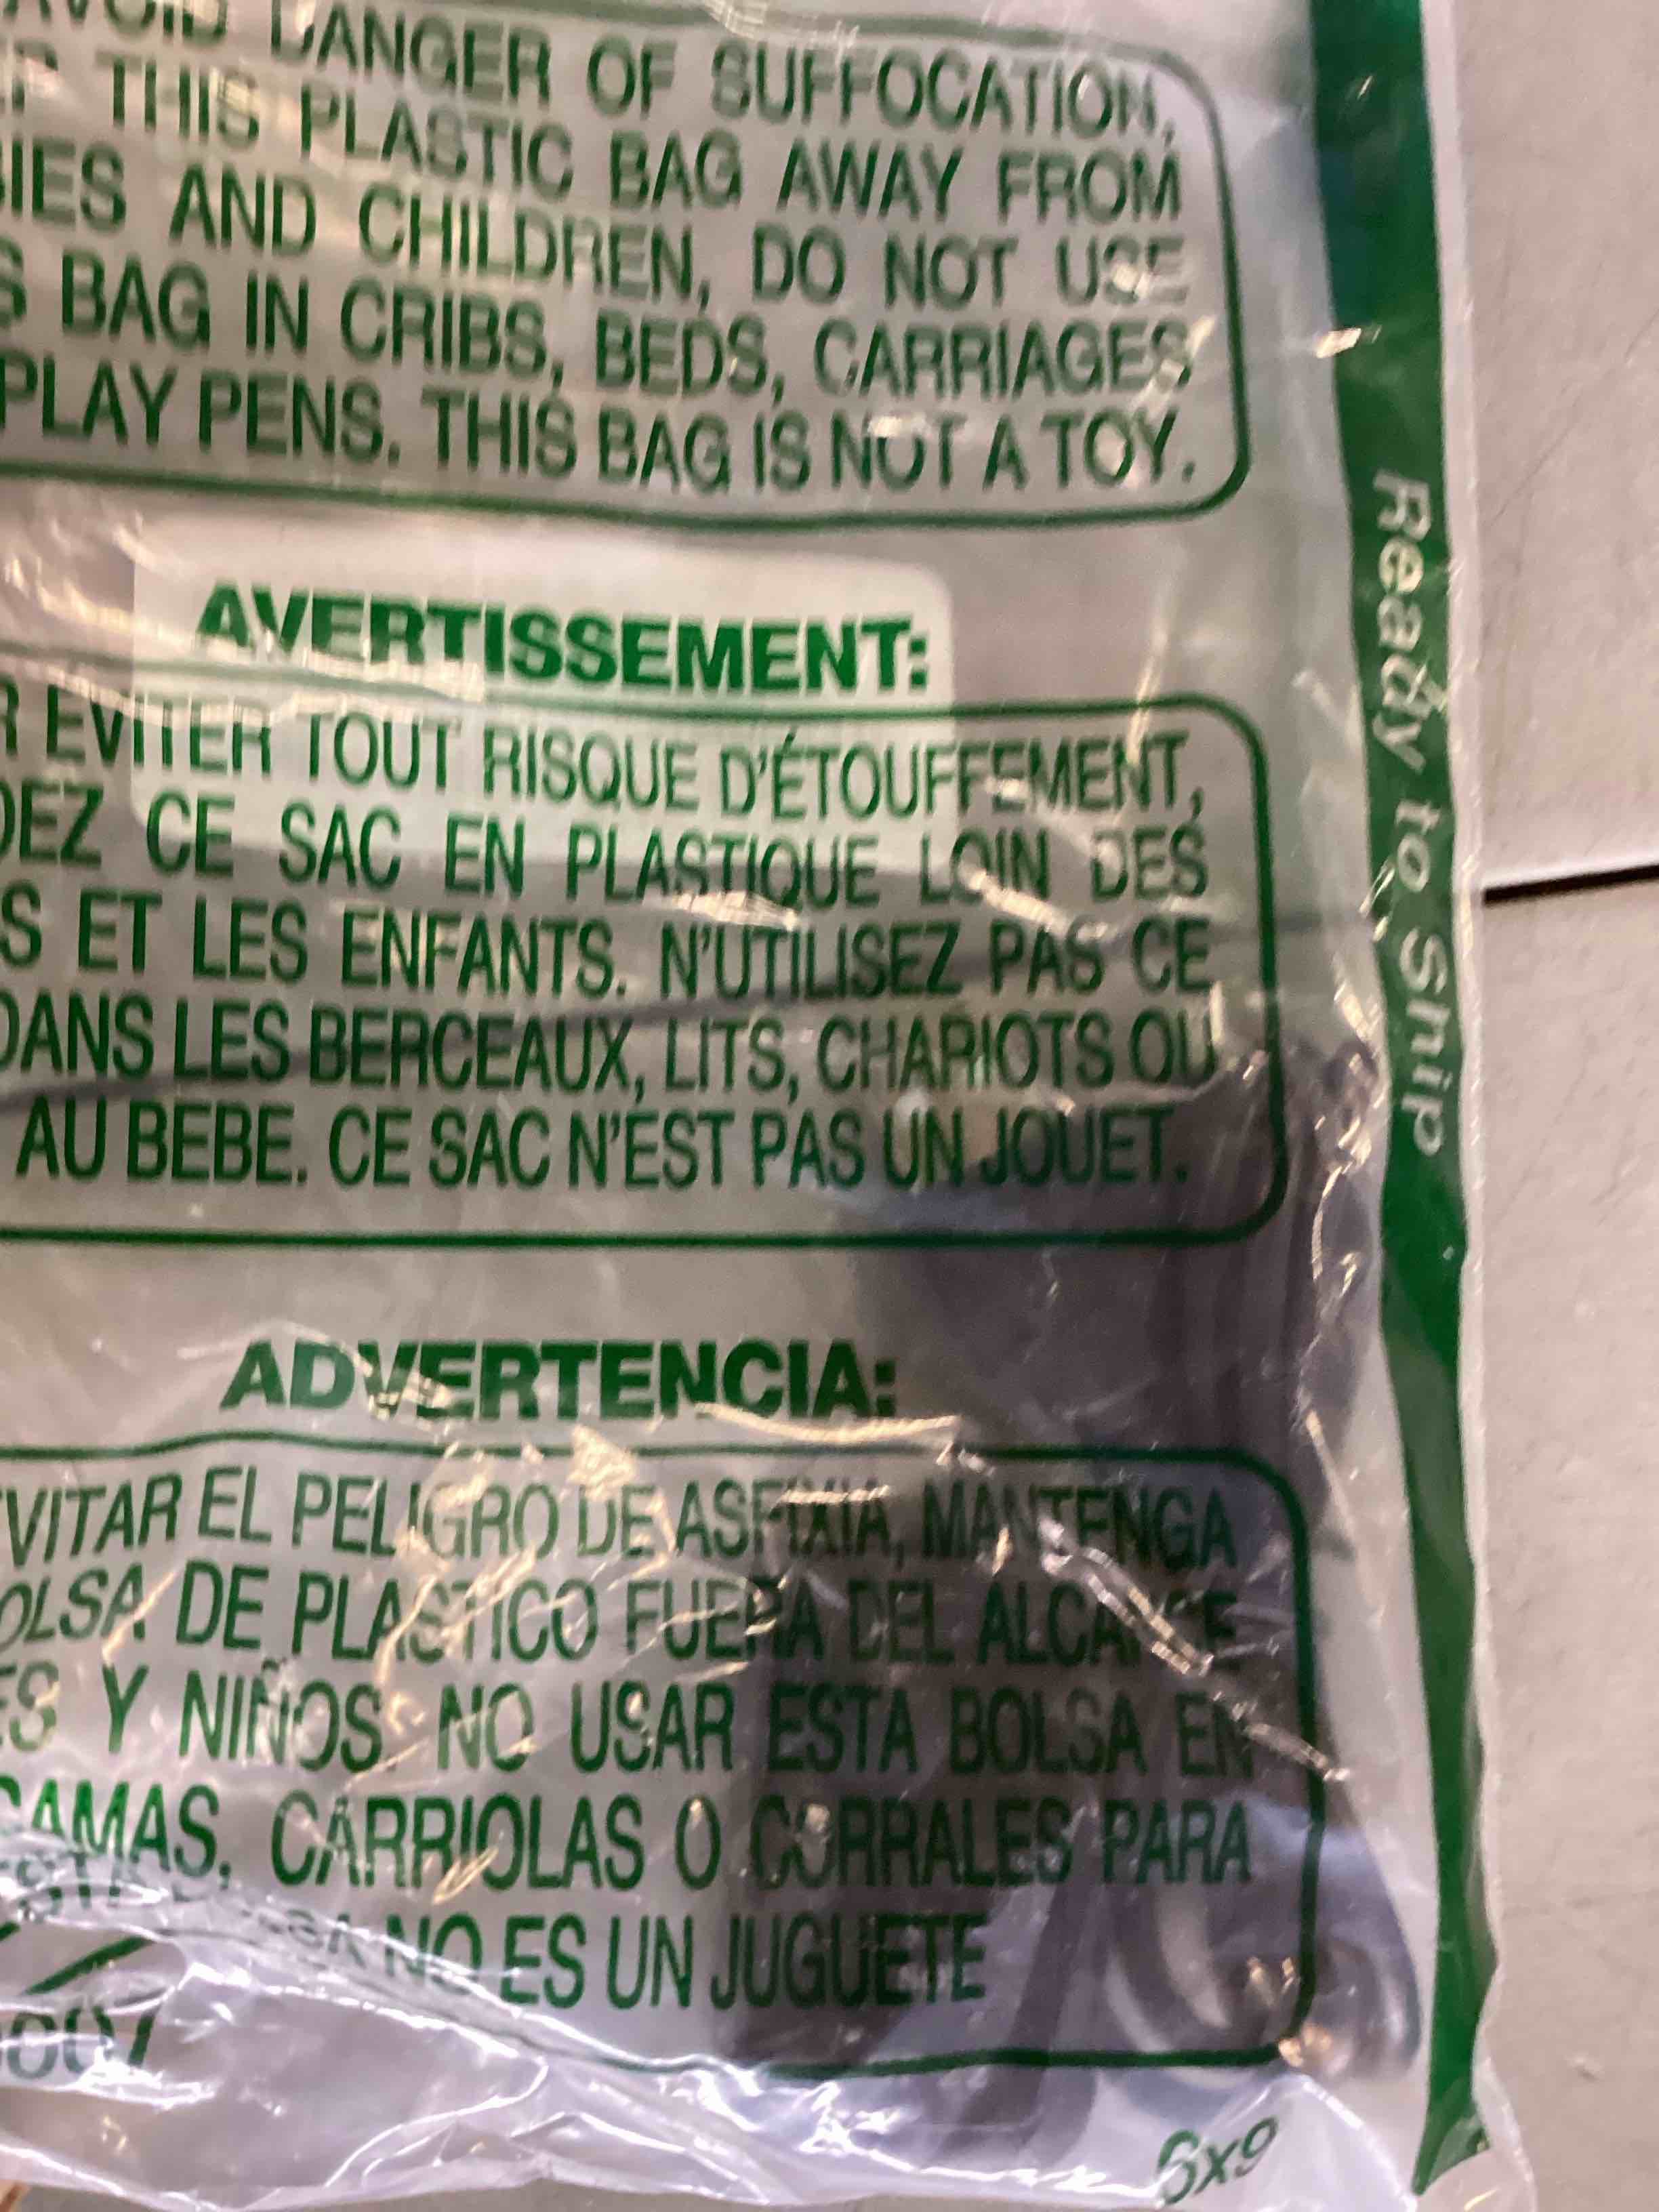 AVOID DANGER OF SUFFOCATION,
THIS PLASTIC BAG AWAY FROM
IES AND CHILDREN, DO NOT USE
S BAG IN CRIBS, BEDS, CARRIAGES
PLAY PENS. THIS BAG IS NOT A TOY.
AVERTISSEMENT:
R EVITER TOUT RISQUE D'ÉTOUFFEMENT,
DEZ CE SAC EN PLASTIQUE LOIN DES
S ET LES ENFANTS. N'UTILISEZ PAS CE
DANS LES BERCEAUX, LITS, CHARIOTS OU
AU BEBE. CE SAC N'EST PAS UN JOUET.
ADVERTENCIA:
VITAR EL PELIGRO DE ASFIXIA, MANTENGA
OLSA DE PLASTICO FUERA DEL ALCANCE
ES Y NIÑOS. NO USAR ESTA BOLSA EN
CAMAS, CARRIOLAS O CORRALES PARA
NO ES UN JUGUETE
6x9
Ready to Ship